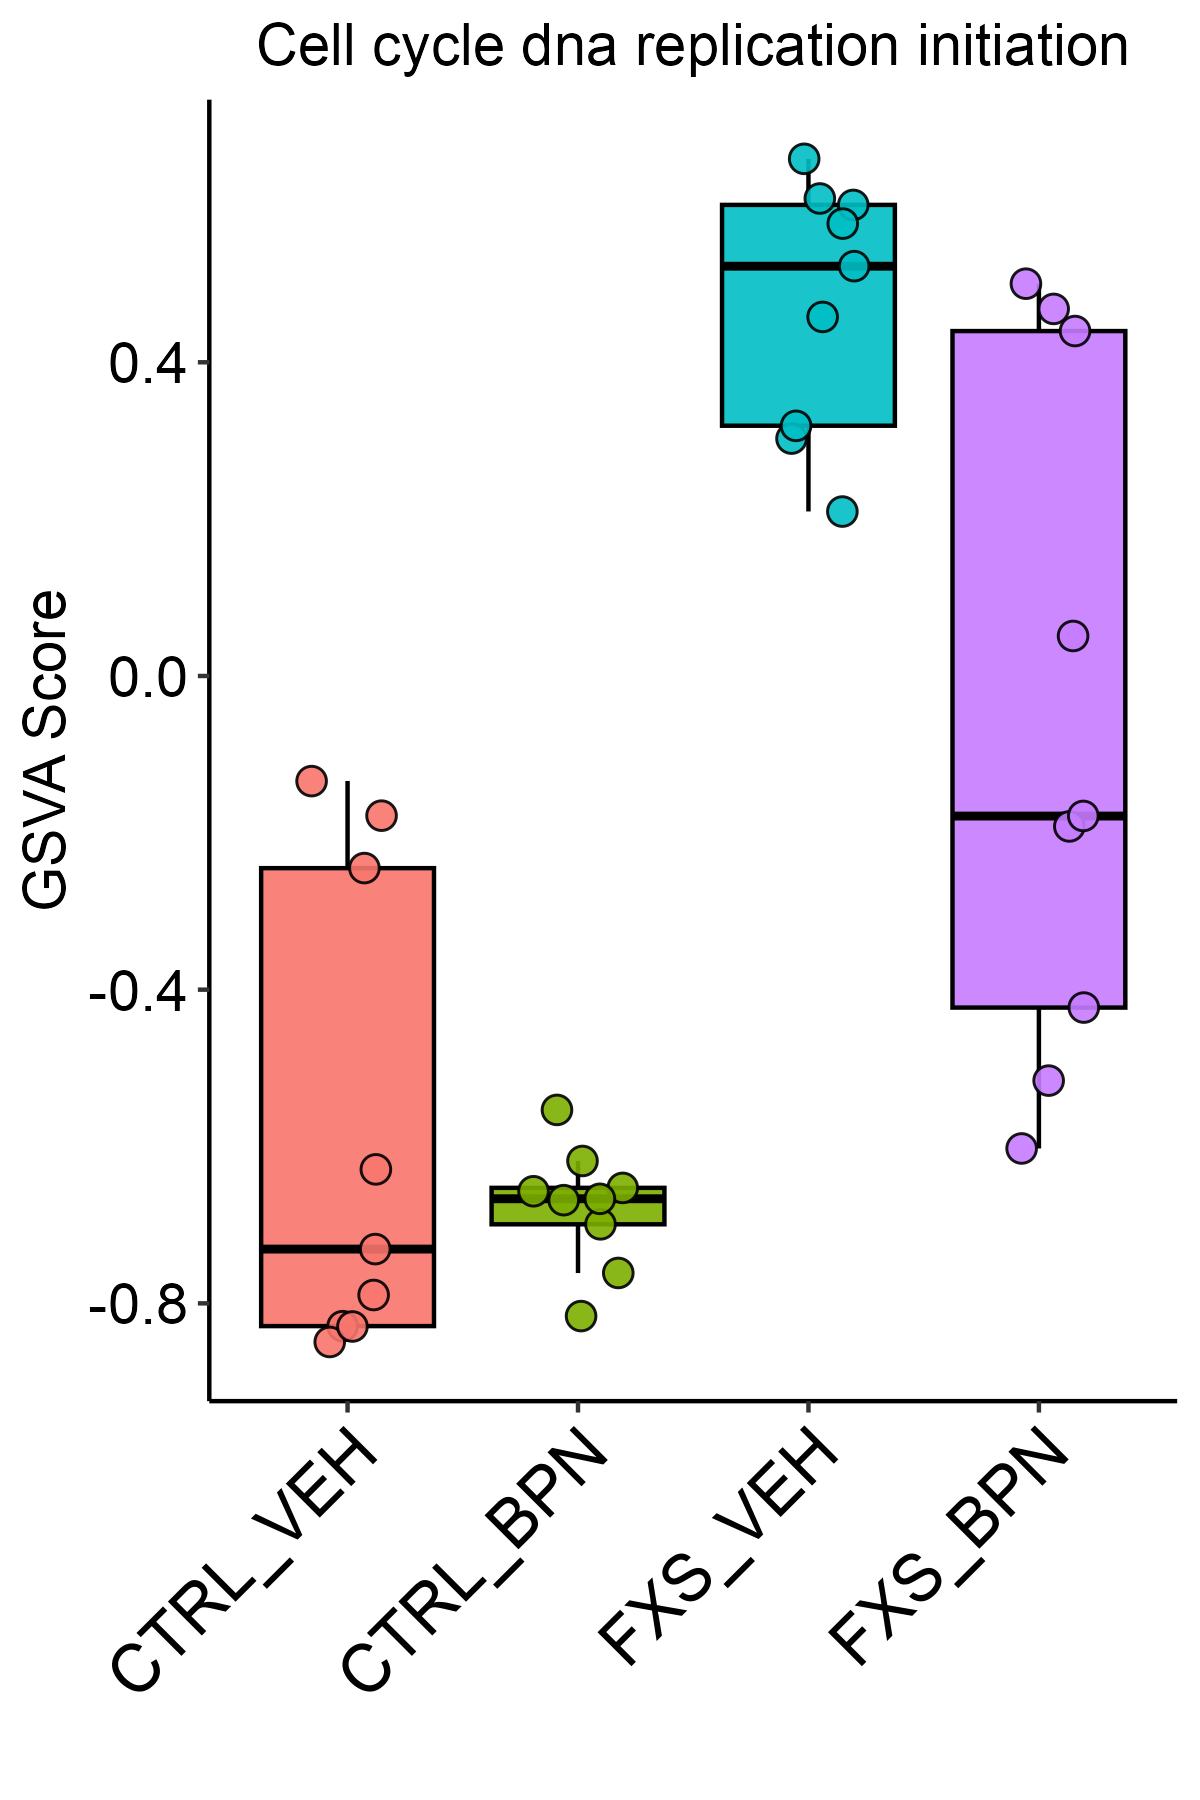 Cell cycle dna replication initiation
GSVA Score
0.4
0.0
-0.4
-0.8
CTRL_VEH
CTRL_BPN
FXS_VEH
FXS_BPN